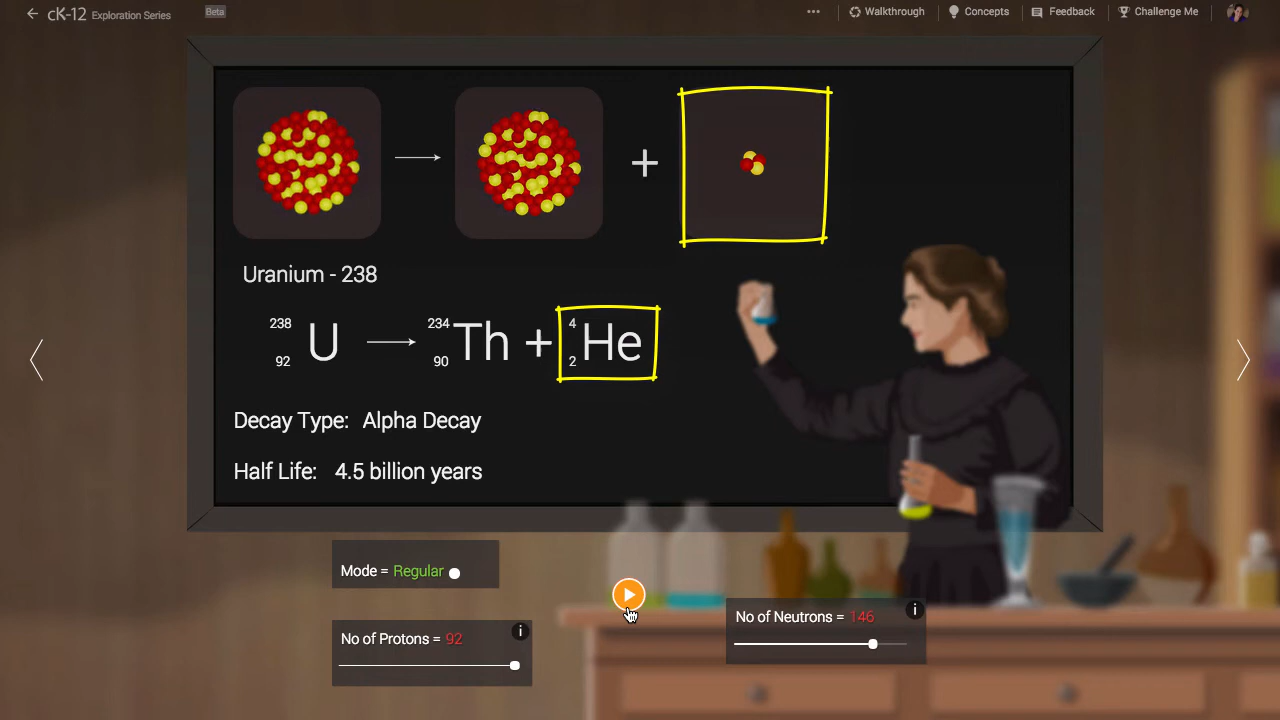 cK-12 Exploration Series Beta
••• Walkthrough Concepts Feedback Challenge Me
+
Uranium - 238
238 92 U → 234 90 Th + 4 2 He
Decay Type: Alpha Decay
Half Life: 4.5 billion years
Mode = Regular
No of Protons = 92 i
No of Neutrons = 146 i